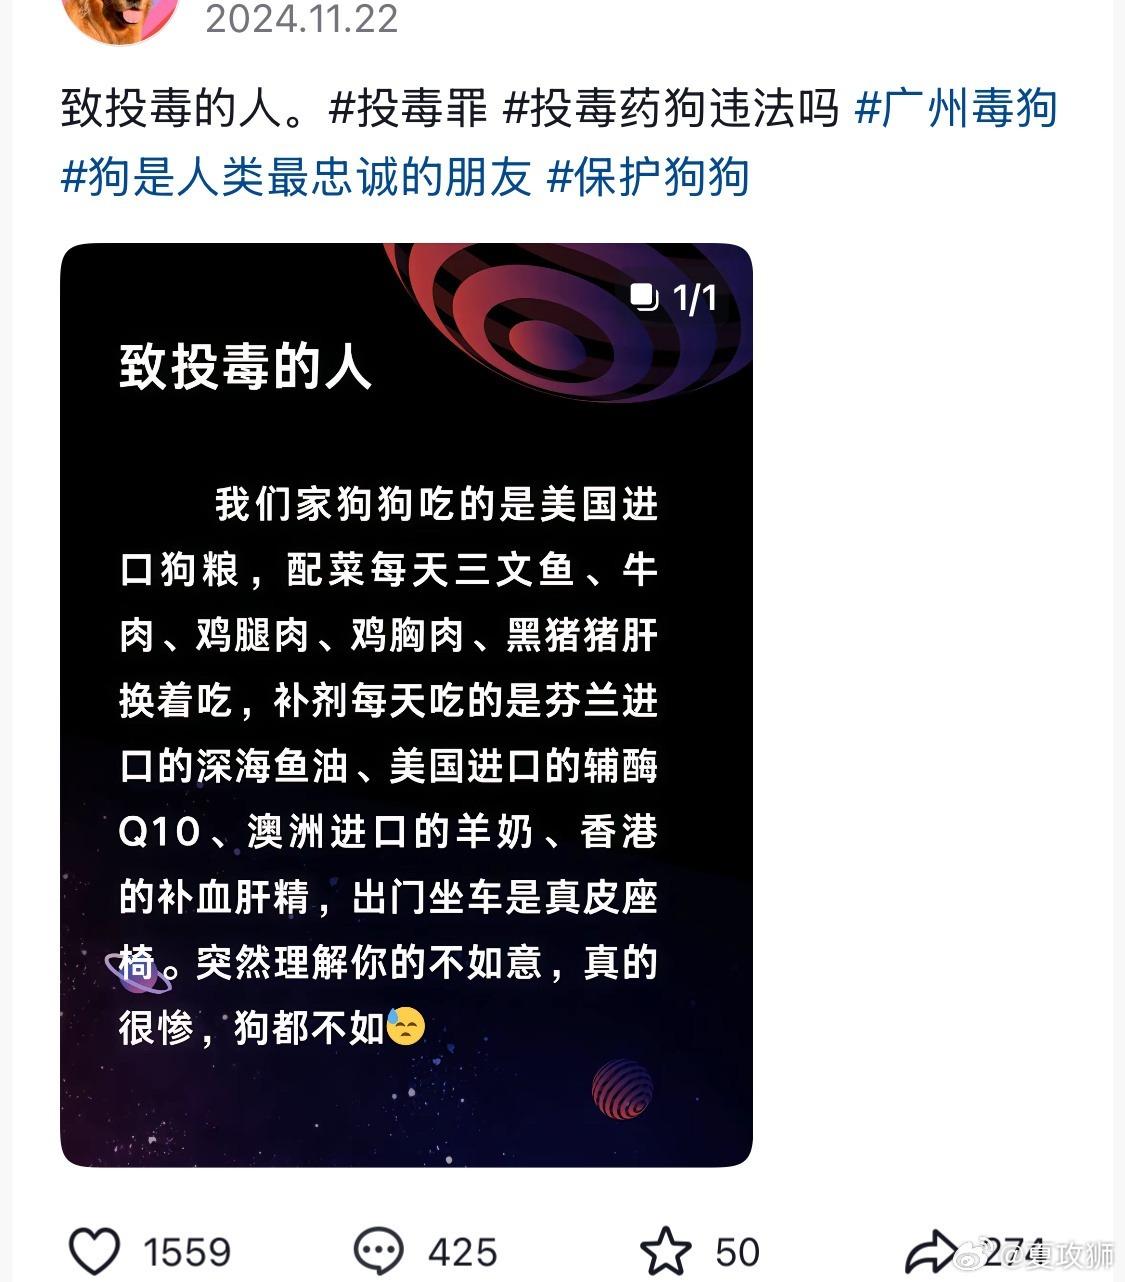 2024.11.22
致投毒的人。#投毒罪 #投毒药狗违法吗 #广州毒狗
#狗是人类最忠诚的朋友 #保护狗狗
1/1
致投毒的人
我们家狗狗吃的是美国进
口狗粮，配菜每天三文鱼、牛
肉、鸡腿肉、鸡胸肉、黑猪猪肝
换着吃，补剂每天吃的是芬兰进
口的深海鱼油、美国进口的辅酶
Q10、澳洲进口的羊奶、香港
的补血肝精，出门坐车是真皮座
椅。突然理解你的不如意，真的
很惨，狗都不如😓
1559 425 50 274
@夏攻狮